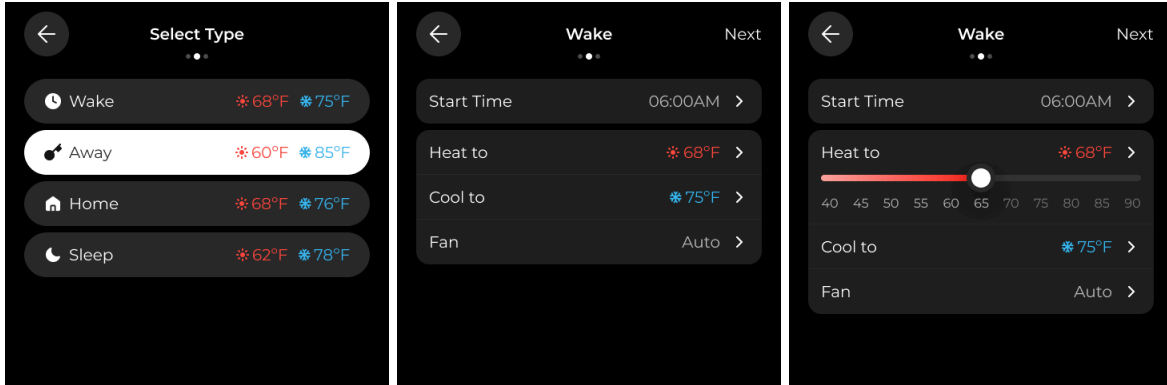 Select Type
Wake 68°F 75°F
Away 60°F 85°F
Home 68°F 76°F
Sleep 62°F 78°F
Wake Next
Start Time 06:00AM
Heat to 68°F
Cool to 75°F
Fan Auto
Wake Next
Start Time 06:00AM
Heat to 68°F
40 45 50 55 60 65 70 75 80 85 90
Cool to 75°F
Fan Auto